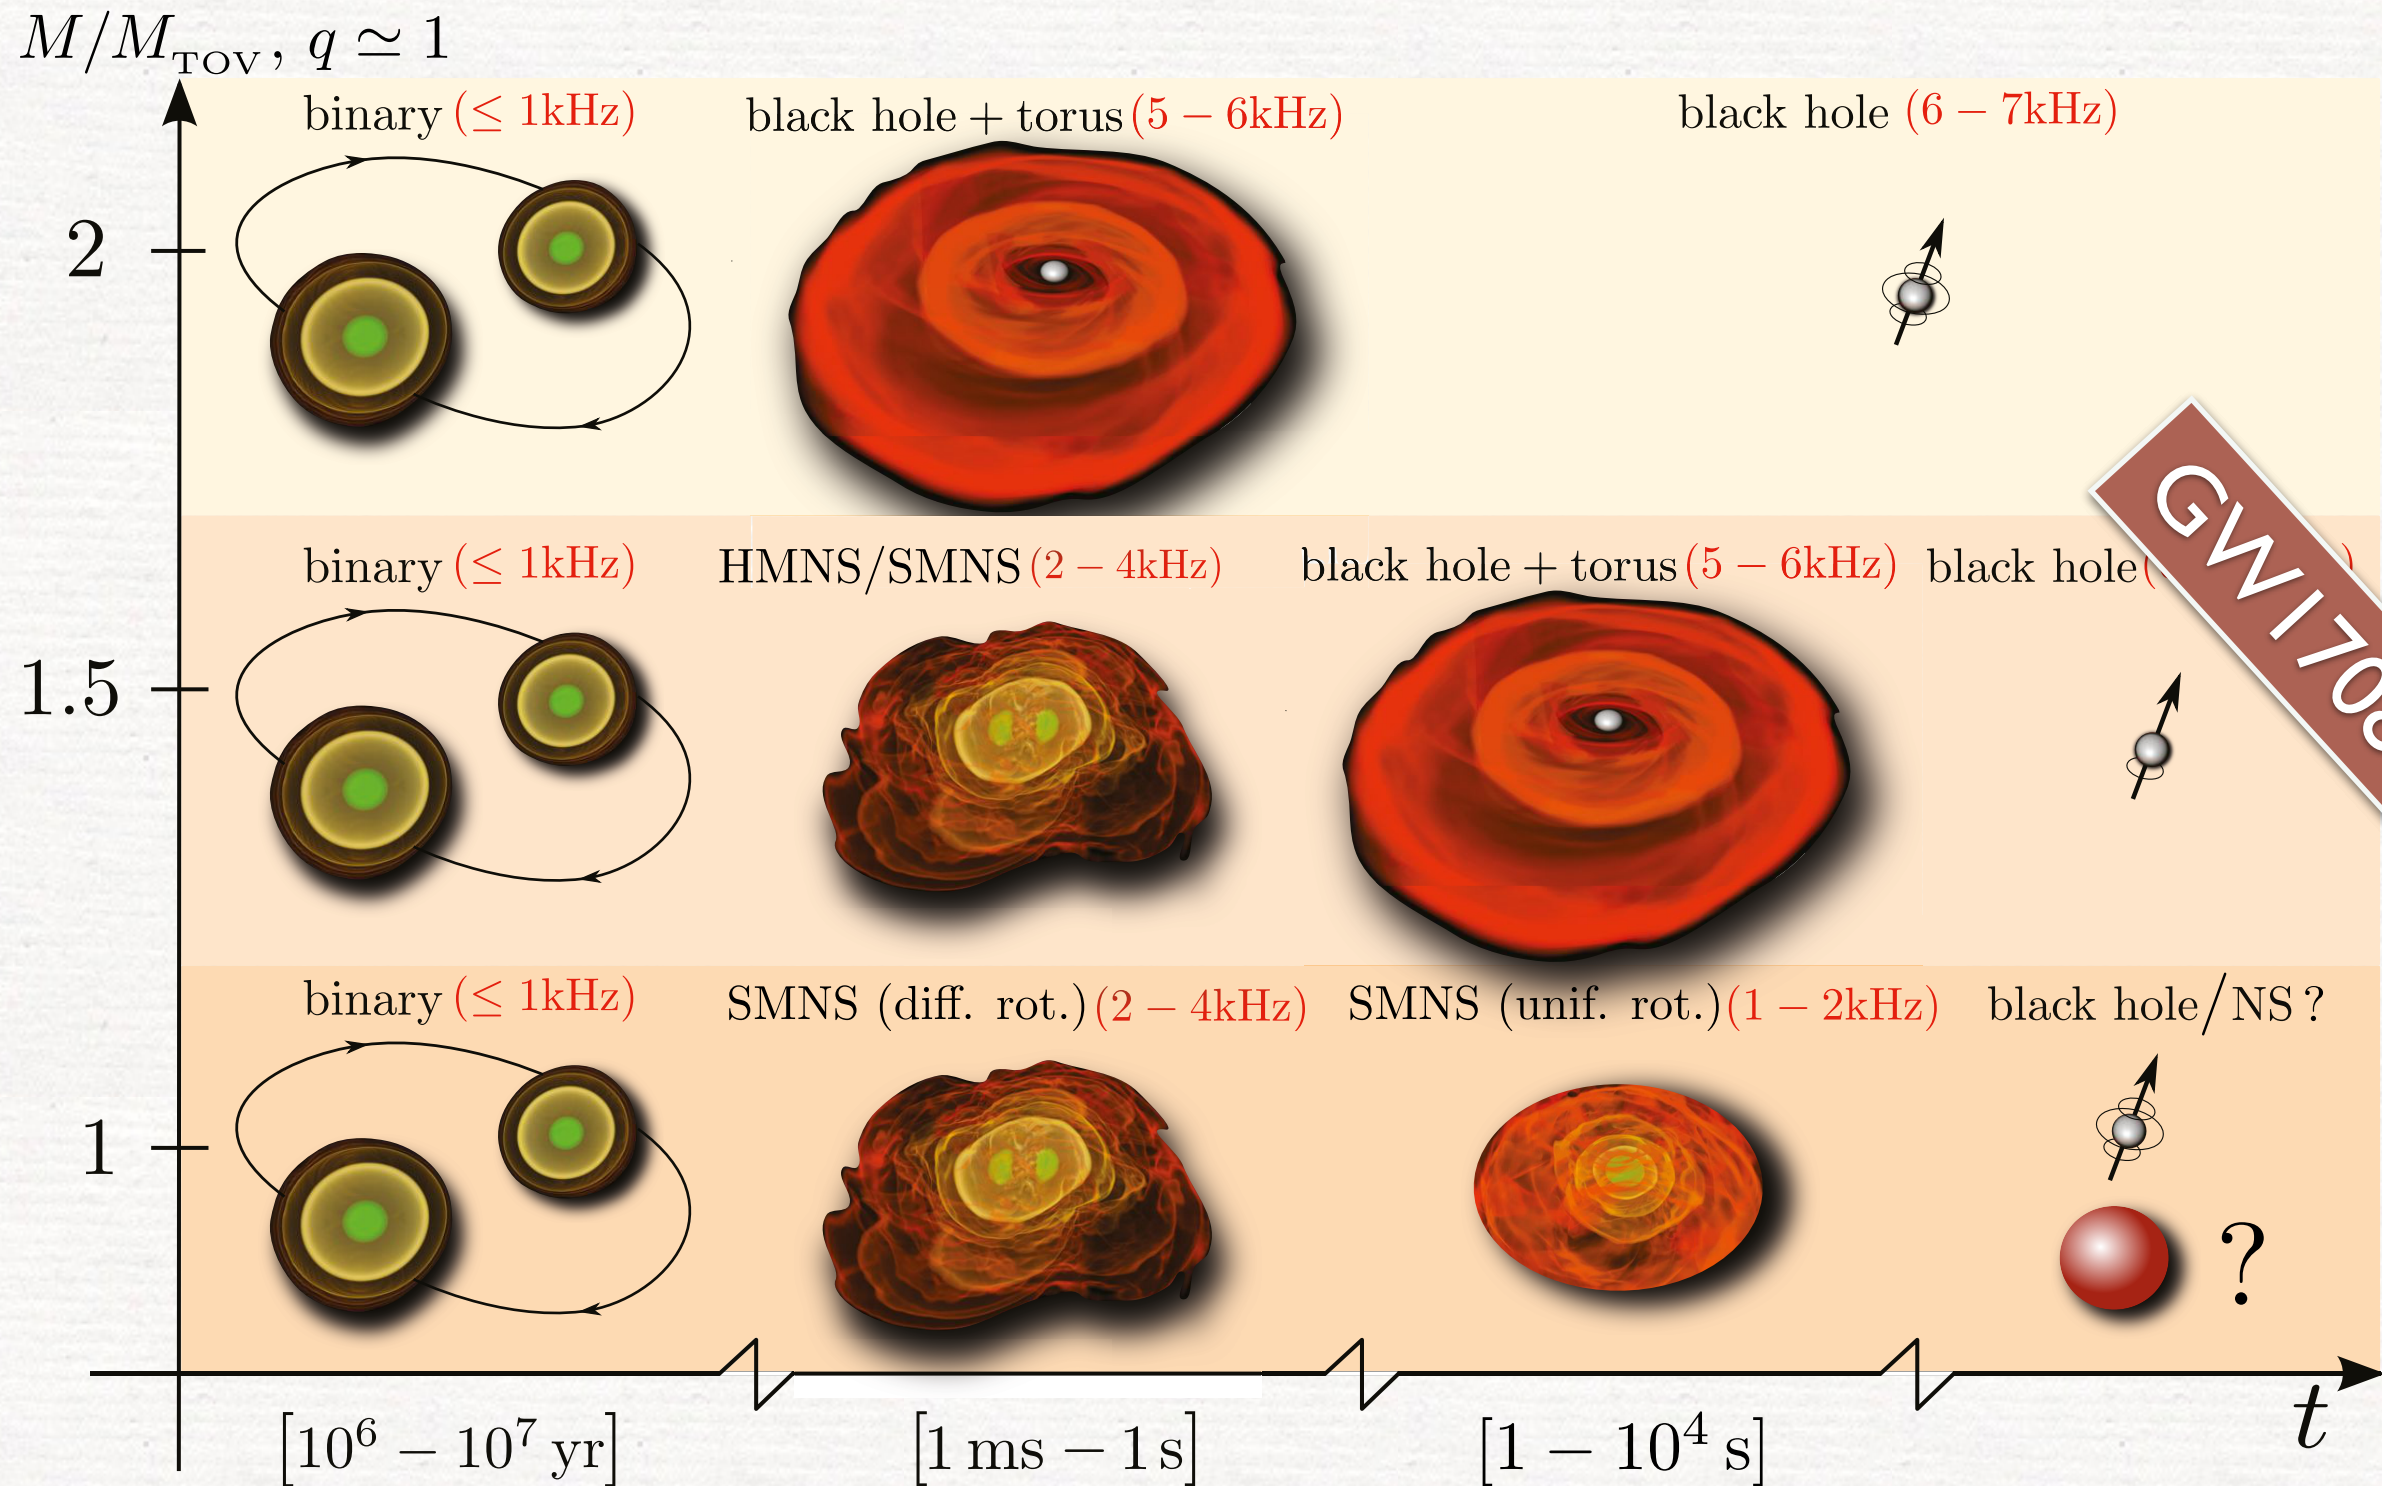 M/M_TOV, q ≃ 1
binary (≤ 1kHz)
black hole + torus (5 − 6kHz)
black hole (6 − 7kHz)
2
binary (≤ 1kHz)
HMNS/SMNS (2 − 4kHz)
black hole + torus (5 − 6kHz)
black hole (
)
GW170
1.5
binary (≤ 1kHz)
SMNS (diff. rot.) (2 − 4kHz)
SMNS (unif. rot.) (1 − 2kHz)
black hole/NS ?
1
?
[10⁶ − 10⁷ yr]
[1 ms − 1 s]
[1 − 10⁴ s]
t